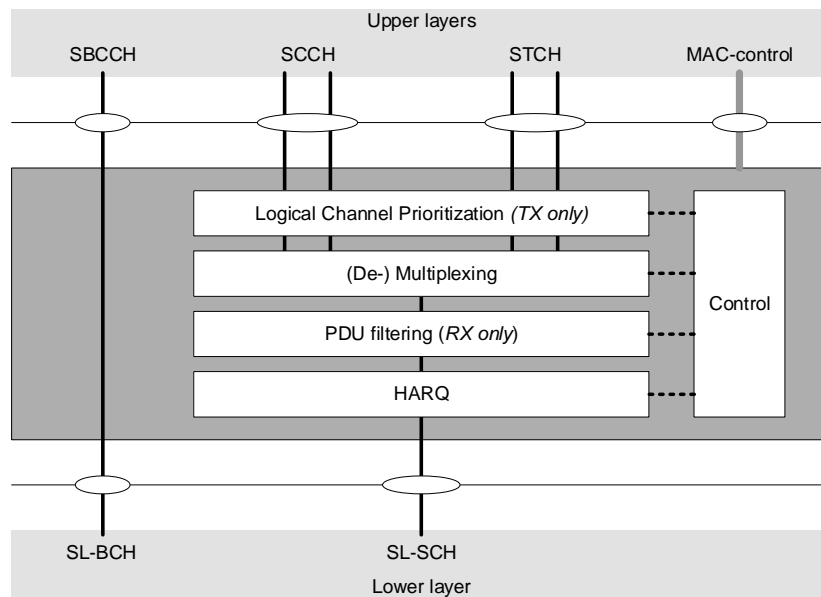 Upper layers
SBCCH SCCH STCH MAC-control
Logical Channel Prioritization (TX only)
(De-) Multiplexing
Control
PDU filtering (RX only)
HARQ
SL-BCH SL-SCH
Lower layer